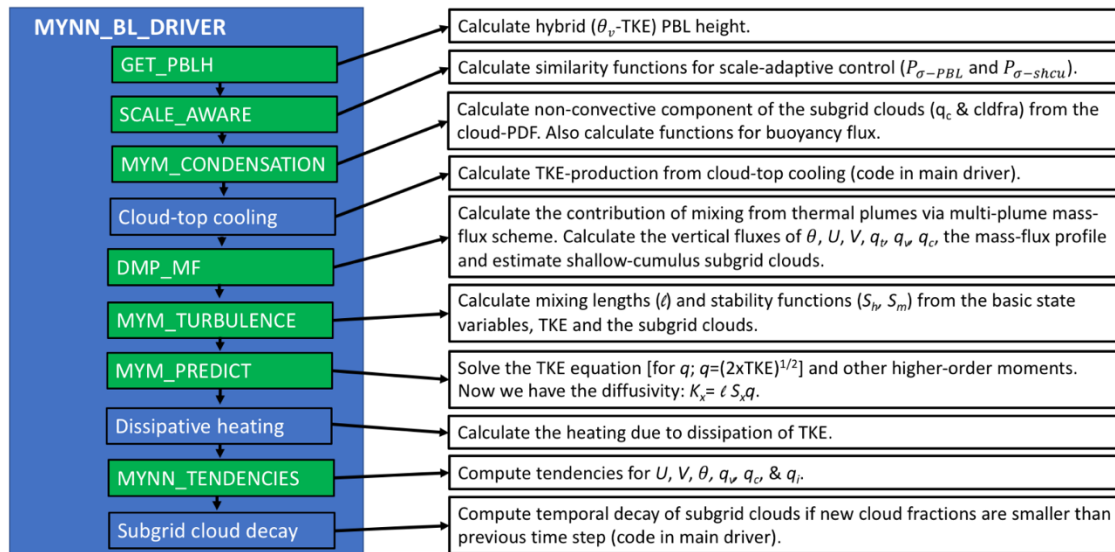 MYNN_BL_DRIVER
GET_PBLH
Calculate hybrid (θv-TKE) PBL height.
SCALE_AWARE
Calculate similarity functions for scale-adaptive control (Pσ−PBL and Pσ−shcu).
MYM_CONDENSATION
Calculate non-convective component of the subgrid clouds (qc & cldfra) from the
cloud-PDF. Also calculate functions for buoyancy flux.
Cloud-top cooling
Calculate TKE-production from cloud-top cooling (code in main driver).
DMP_MF
Calculate the contribution of mixing from thermal plumes via multi-plume mass-
flux scheme. Calculate the vertical fluxes of θ, U, V, qt, qv, qc, the mass-flux profile
and estimate shallow-cumulus subgrid clouds.
MYM_TURBULENCE
Calculate mixing lengths (ℓ) and stability functions (Sh, Sm) from the basic state
variables, TKE and the subgrid clouds.
MYM_PREDICT
Solve the TKE equation [for q; q=(2xTKE)^1/2] and other higher-order moments.
Now we have the diffusivity: Kx= ℓ Sxq.
Dissipative heating
Calculate the heating due to dissipation of TKE.
MYNN_TENDENCIES
Compute tendencies for U, V, θ, qv, qc, & qi.
Subgrid cloud decay
Compute temporal decay of subgrid clouds if new cloud fractions are smaller than
previous time step (code in main driver).